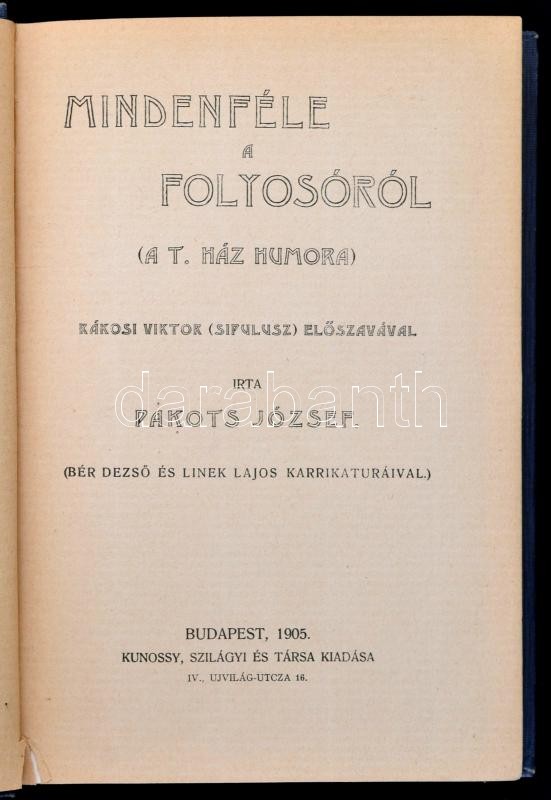 MINDENFÉLE
A
FOLYOSÓRÓL
(A T. HÁZ HUMORA)
RÁKOSI VIKTOR (SIPULUSZ) ELŐSZAVÁVAL
IRTA
darabanth
PAKOTS JÓZSEF.
(BÉR DEZSŐ ÉS LINEK LAJOS KARRIKATURÁIVAL.)
BUDAPEST, 1905.
KUNOSSY, SZILÁGYI ÉS TÁRSA KIADÁSA
IV., UJVILÁG-UTCZA 16.